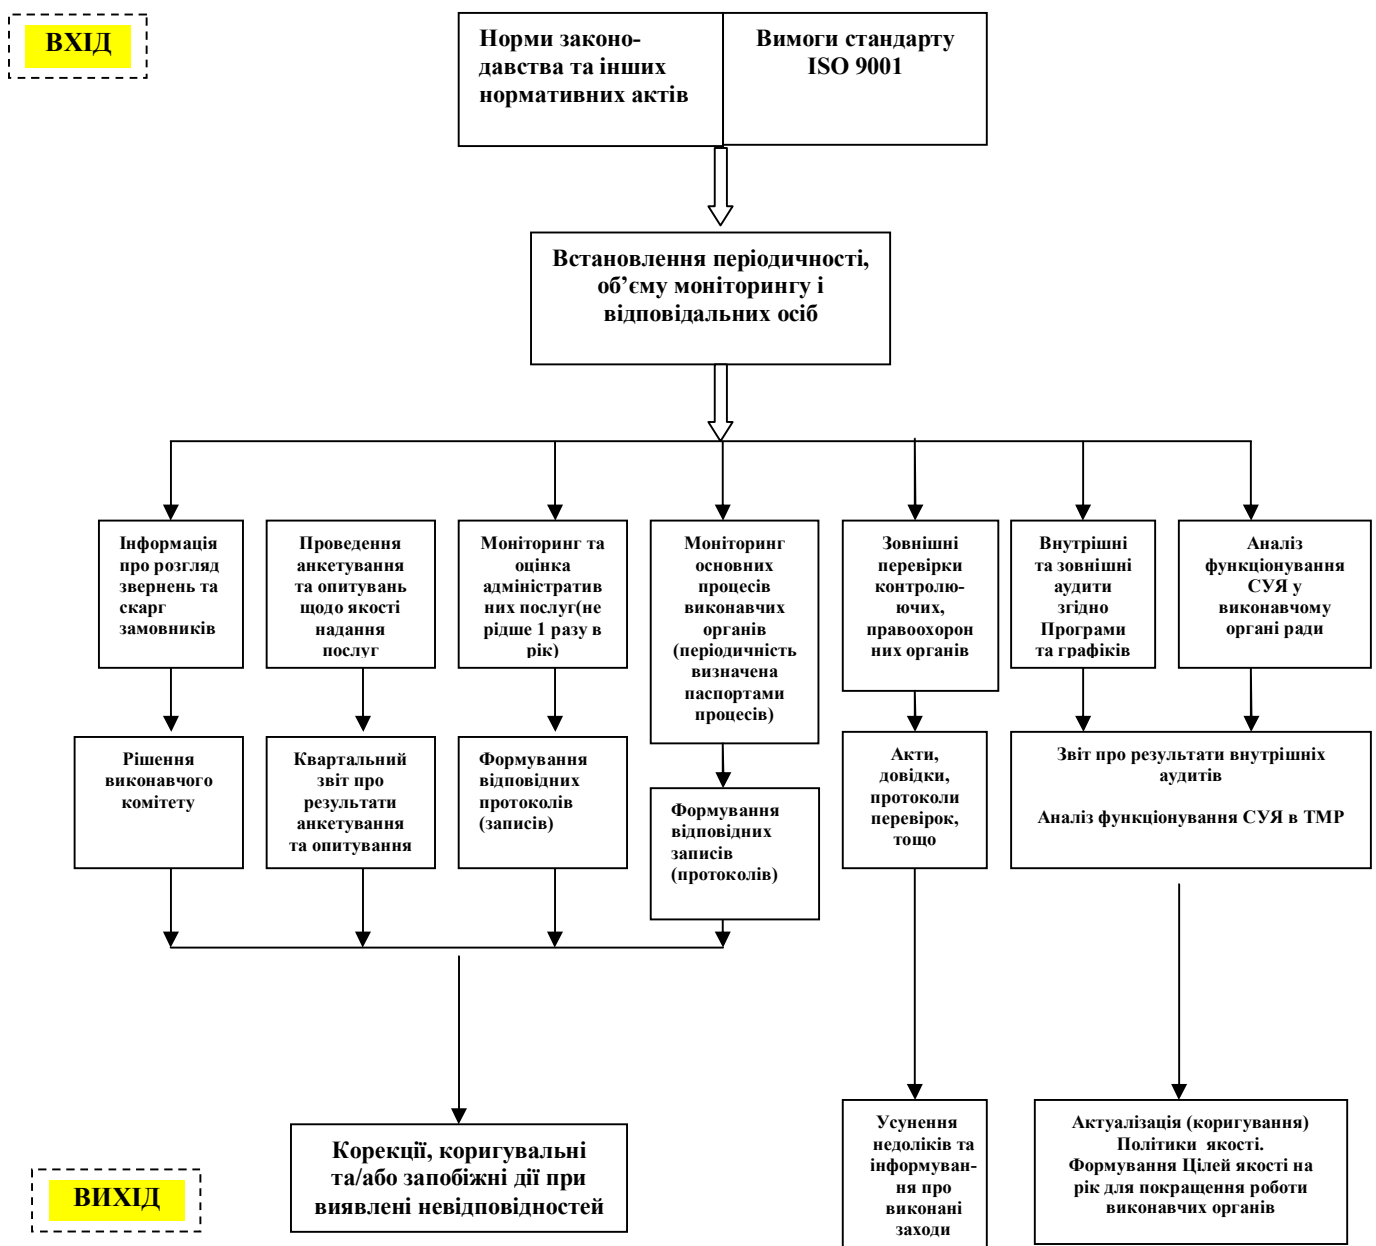 ВХІД
Норми законо-
давства та інших
нормативних актів
Вимоги стандарту
ISO 9001
Встановлення періодичності,
об’єму моніторингу і
відповідальних осіб
Інформація
про розгляд
звернень та
скарг
замовників
Проведення
анкетування
та опитувань
щодо якості
надання
послуг
Моніторинг та
оцінка
адміністратив
них послуг(не
рідше 1 разу в
рік)
Моніторинг
основних
процесів
виконавчих
органів
(періодичність
визначена
паспортами
процесів)
Зовнішні
перевірки
контролю-
ючих,
правоохорон
них органів
Внутрішні
та зовнішні
аудити
згідно
Програми
та графіків
Аналіз
функціонування
СУЯ у
виконавчому
органі ради
Рішення
виконавчого
комітету
Квартальний
звіт про
результати
анкетування
та опитування
Формування
відповідних
протоколів
(записів)
Формування
відповідних
записів
(протоколів)
Акти,
довідки,
протоколи
перевірок,
тощо
Звіт про результати внутрішніх
аудитів
Аналіз функціонування СУЯ в ТМР
Корекції, коригувальні
та/або запобіжні дії при
виявлені невідповідностей
Усунення
недоліків та
інформуван-
ня про
виконані
заходи
Актуалізація (коригування)
Політики якості.
Формування Цілей якості на
рік для покращення роботи
виконавчих органів
ВИХІД